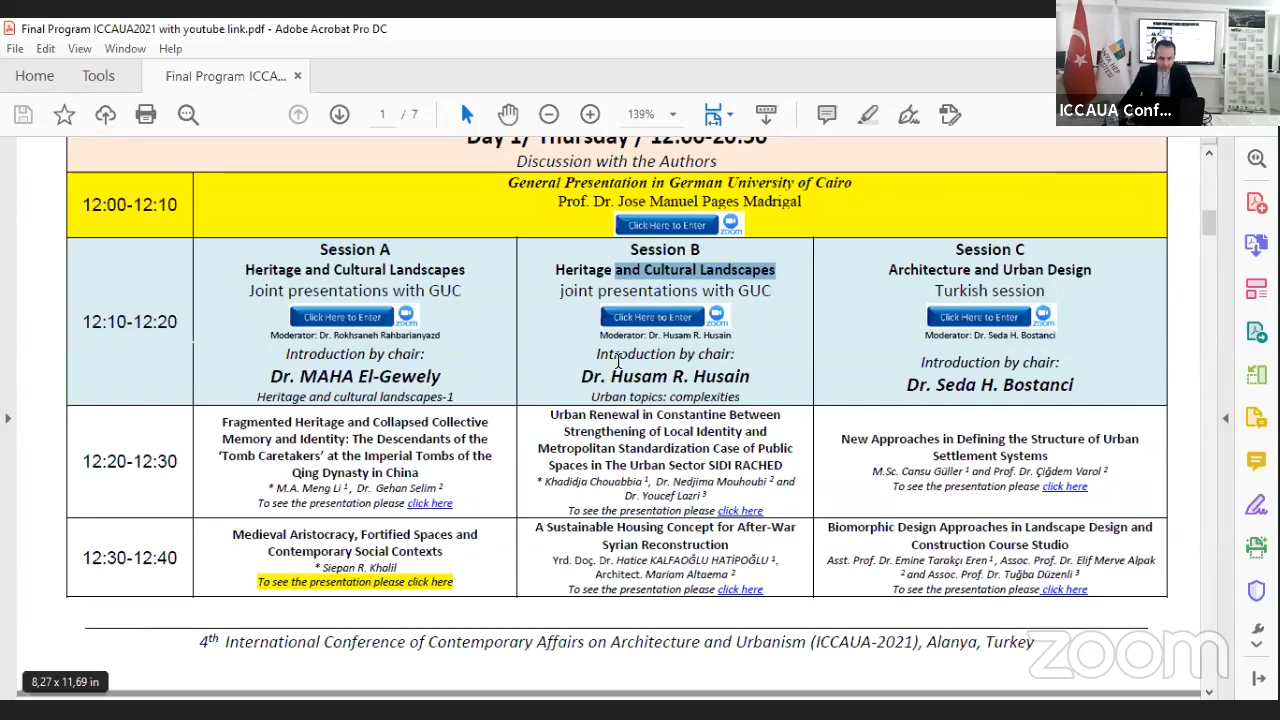 Final Program ICCAUA2021 with youtube link.pdf - Adobe Acrobat Pro DC
File Edit View Window Help
Home Tools Final Program ICCA... ×
1 / 7 139%
ICCAUA Conf...
Day 1/ Thursday / 12:00-20:50
Discussion with the Authors
12:00-12:10
General Presentation in German University of Cairo
Prof. Dr. Jose Manuel Pages Madrigal
Click Here to Enter zoom
12:10-12:20
Session A
Heritage and Cultural Landscapes
Joint presentations with GUC
Click Here to Enter zoom
Moderator: Dr. Rokhsaneh Rahbarianyazd
Introduction by chair:
Dr. MAHA El-Gewely
Heritage and cultural landscapes-1
Session B
Heritage and Cultural Landscapes
joint presentations with GUC
Click Here to Enter zoom
Moderator: Dr. Husam R. Husain
Introduction by chair:
Dr. Husam R. Husain
Urban topics: complexities
Session C
Architecture and Urban Design
Turkish session
Click Here to Enter zoom
Moderator: Dr. Seda H. Bostanci
Introduction by chair:
Dr. Seda H. Bostanci
12:20-12:30
Fragmented Heritage and Collapsed Collective
Memory and Identity: The Descendants of the
‘Tomb Caretakers’ at the Imperial Tombs of the
Qing Dynasty in China
* M.A. Meng Li 1, Dr. Gehan Selim 2
To see the presentation please click here
Urban Renewal in Constantine Between
Strengthening of Local Identity and
Metropolitan Standardization Case of Public
Spaces in The Urban Sector SIDI RACHED
* Khadidja Chouabbia 1, Dr. Nedjima Mouhoubi 2 and
Dr. Youcef Lazri 3
To see the presentation please click here
New Approaches in Defining the Structure of Urban
Settlement Systems
M.Sc. Cansu Güller 1 and Prof. Dr. Çiğdem Varol 2
To see the presentation please click here
12:30-12:40
Medieval Aristocracy, Fortified Spaces and
Contemporary Social Contexts
* Siepan R. Khalil
To see the presentation please click here
A Sustainable Housing Concept for After-War
Syrian Reconstruction
Yrd. Doç. Dr. Hatice KALFAOĞLU HATİPOĞLU 1,
Architect. Mariam Altaema 2
To see the presentation please click here
Biomorphic Design Approaches in Landscape Design and
Construction Course Studio
Asst. Prof. Dr. Emine Tarakçı Eren 1, Assoc. Prof. Dr. Elif Merve Alpak
2 and Assoc. Prof. Dr. Tuğba Düzenli 3
To see the presentation please click here
4th International Conference of Contemporary Affairs on Architecture and Urbanism (ICCAUA-2021), Alanya, Turkey
zoom
8,27 x 11,69 in